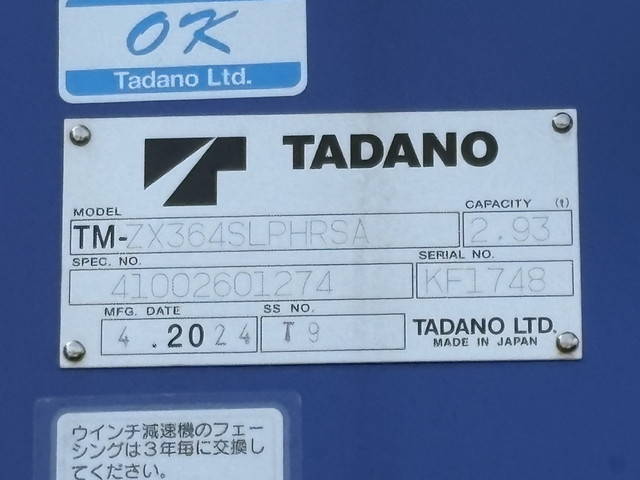 OK
Tadano Ltd.
TADANO
MODEL
CAPACITY (t)
TM-ZX364SLPHRSA
2.93
SPEC. NO.
SERIAL NO.
41002601274
KF1748
MFG. DATE
SS NO.
4.2024
T9
TADANO LTD.
MADE IN JAPAN
ウインチ減速機のフェー
シングは3年毎に交換し
てください。